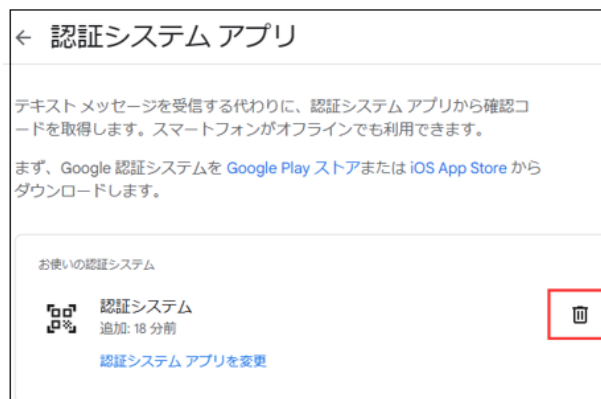 ← 認証システム アプリ
テキスト メッセージを受信する代わりに、認証システム アプリから確認コ
ードを取得します。スマートフォンがオフラインでも利用できます。
まず、Google 認証システムを Google Play ストアまたは iOS App Store から
ダウンロードします。
お使いの認証システム
認証システム
追加: 18 分前
認証システム アプリを変更